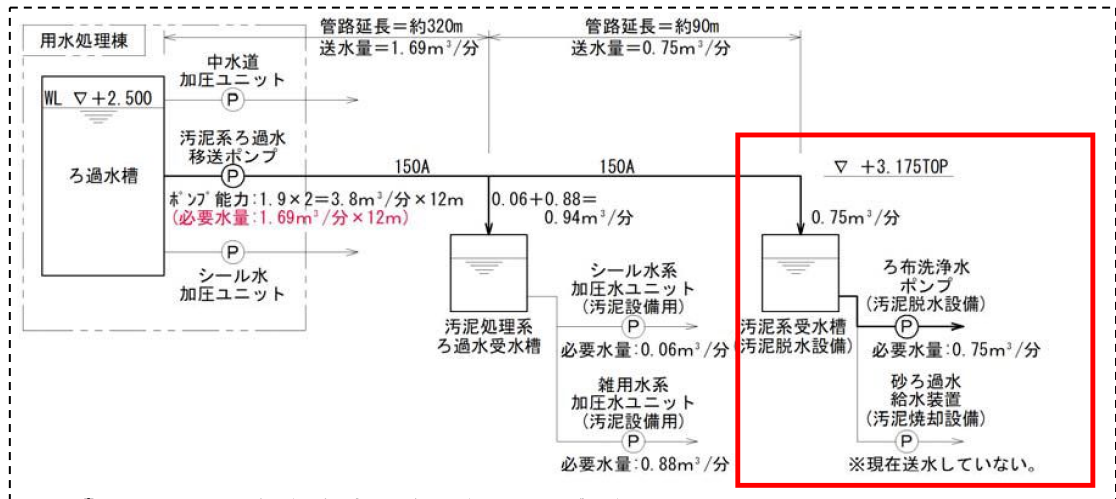 用水処理棟
管路延長＝約320m
送水量＝1.69m³/分
管路延長＝約90m
送水量＝0.75m³/分
中水道
加圧ユニット
P
WL ▽+2.500
ろ過水槽
汚泥系ろ過水
移送ポンプ
P
150A
150A
▽ +3.175TOP
ﾎﾟﾝﾌﾟ能力:1.9×2＝3.8m³/分×12m
(必要水量:1.69m³/分×12m)
0.06+0.88＝
0.94m³/分
0.75m³/分
P
シール水
加圧ユニット
汚泥処理系
ろ過水受水槽
シール水系
加圧水ユニット
(汚泥設備用)
P
必要水量:0.06m³/分
雑用水系
加圧水ユニット
(汚泥設備用)
P
必要水量:0.88m³/分
汚泥系受水槽
(汚泥脱水設備)
ろ布洗浄水
ポンプ
(汚泥脱水設備)
P
必要水量:0.75m³/分
砂ろ過水
給水装置
(汚泥焼却設備)
P
※現在送水していない。